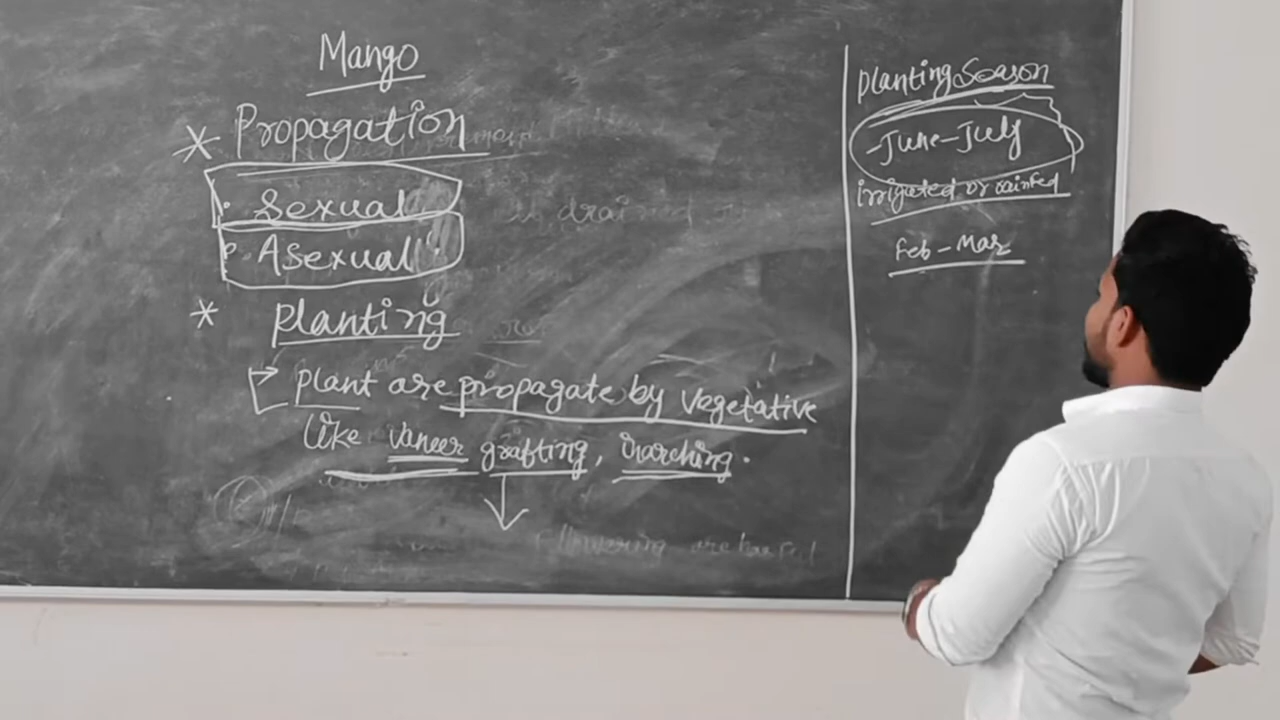 Mango
* Propagation
. Sexual
. Asexual
* Planting
Plant are propagate by vegetative
like vaneer grafting, inarching.
Planting Season
-June-July
irrigated or rainfed
Feb-Mar